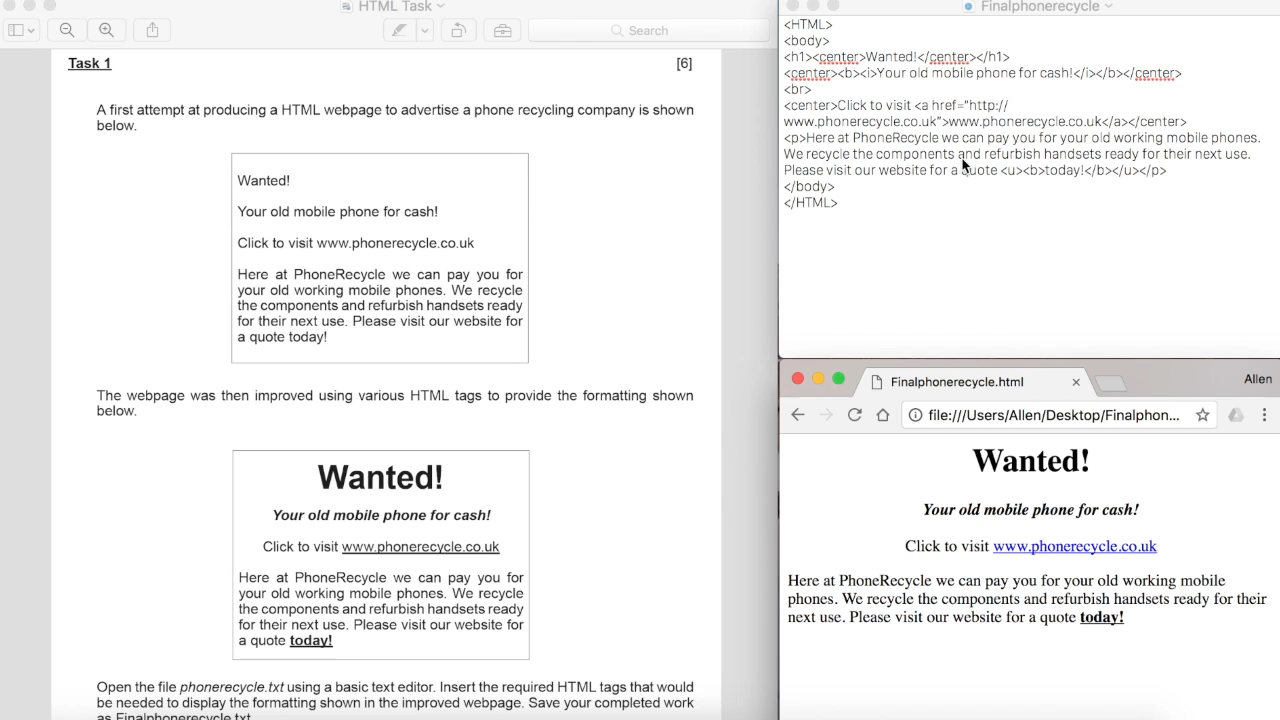 HTML Task
Search
Task 1 [6]
A first attempt at producing a HTML webpage to advertise a phone recycling company is shown
below.
Wanted!
Your old mobile phone for cash!
Click to visit www.phonerecycle.co.uk
Here at PhoneRecycle we can pay you for
your old working mobile phones. We recycle
the components and refurbish handsets ready
for their next use. Please visit our website for
a quote today!
The webpage was then improved using various HTML tags to provide the formatting shown
below.
Wanted!
Your old mobile phone for cash!
Click to visit www.phonerecycle.co.uk
Here at PhoneRecycle we can pay you for
your old working mobile phones. We recycle
the components and refurbish handsets ready
for their next use. Please visit our website for
a quote today!
Open the file phonerecycle.txt using a basic text editor. Insert the required HTML tags that would
be needed to display the formatting shown in the improved webpage. Save your completed work
as Finalphonerecycle.txt
Finalphonerecycle
<HTML>
<body>
<h1><center>Wanted!</center></h1>
<center><b><i>Your old mobile phone for cash!</i></b></center>
<br>
<center>Click to visit <a href="http://
www.phonerecycle.co.uk">www.phonerecycle.co.uk</a></center>
<p>Here at PhoneRecycle we can pay you for your old working mobile phones.
We recycle the components and refurbish handsets ready for their next use.
Please visit our website for a quote <u><b>today!</b></u></p>
</body>
</HTML>
Finalphonerecycle.html
Allen
file:///Users/Allen/Desktop/Finalphon...
Wanted!
Your old mobile phone for cash!
Click to visit www.phonerecycle.co.uk
Here at PhoneRecycle we can pay you for your old working mobile
phones. We recycle the components and refurbish handsets ready for their
next use. Please visit our website for a quote today!